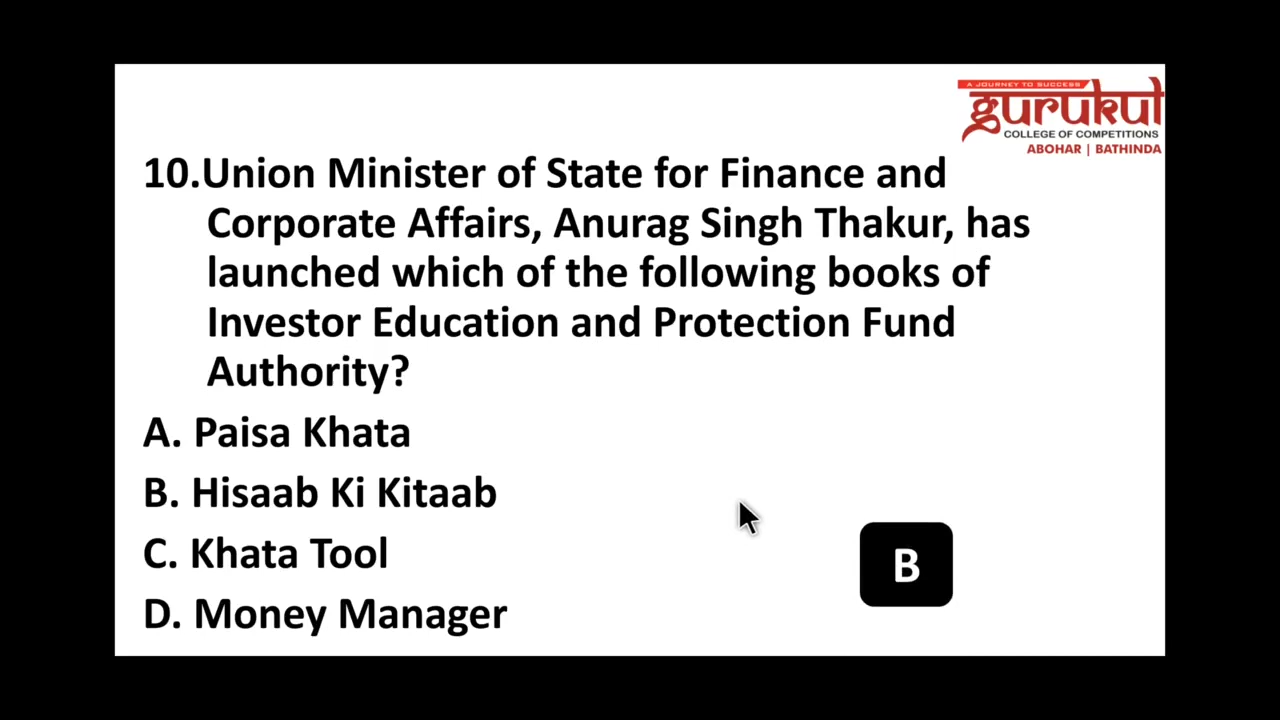 A JOURNEY TO SUCCESS
gurukul
COLLEGE OF COMPETITIONS
ABOHAR | BATHINDA
10.Union Minister of State for Finance and
Corporate Affairs, Anurag Singh Thakur, has
launched which of the following books of
Investor Education and Protection Fund
Authority?
A. Paisa Khata
B. Hisaab Ki Kitaab
C. Khata Tool
D. Money Manager
B